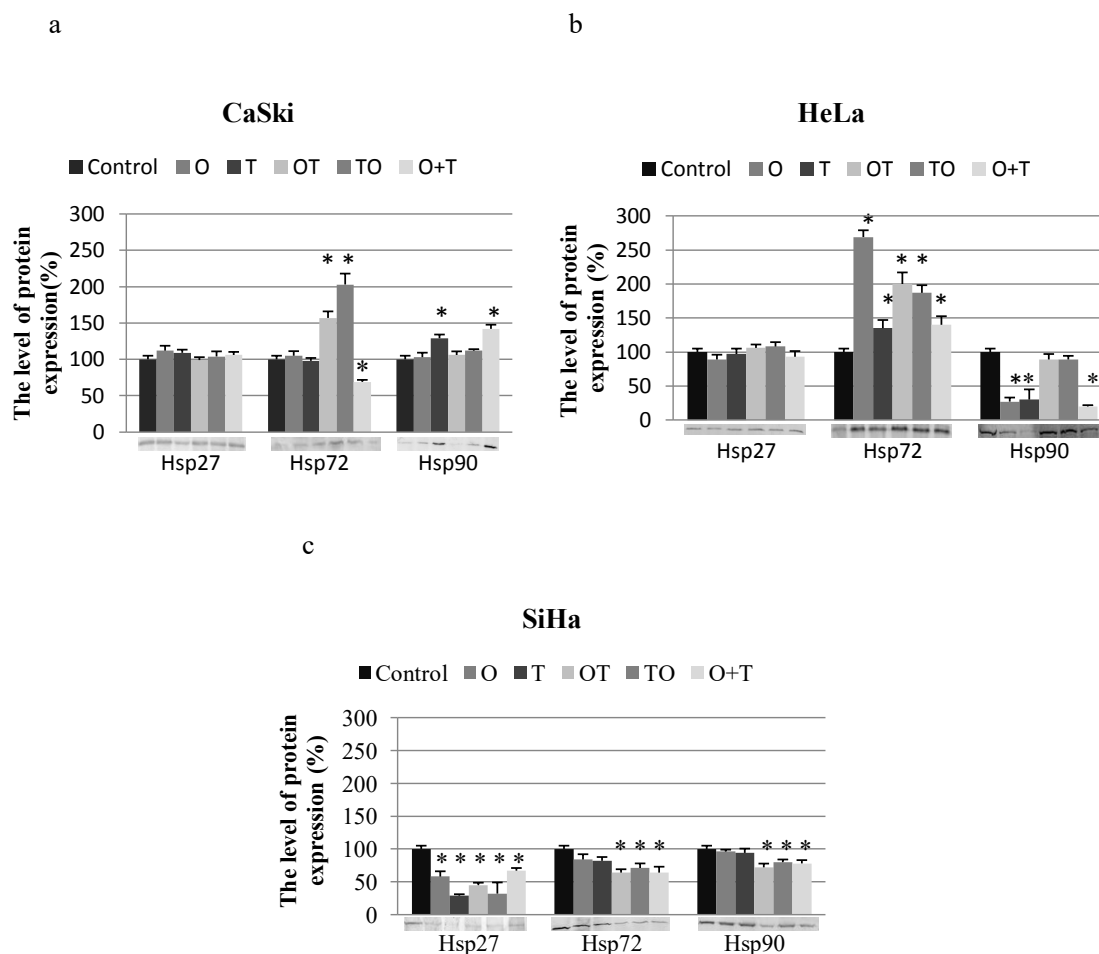 a
CaSki
Control O T OT TO O+T
The level of protein
expression(%)
300
250
200
150
100
50
0
* *
*
*
*
Hsp27 Hsp72 Hsp90
b
HeLa
Control O T OT TO O+T
The level of protein
expression (%)
300
250
200
150
100
50
0
*
* *
* *
** *
Hsp27 Hsp72 Hsp90
c
SiHa
Control O T OT TO O+T
The level of protein
expression (%)
300
250
200
150
100
50
0
* * * * * * * * * * *
Hsp27 Hsp72 Hsp90